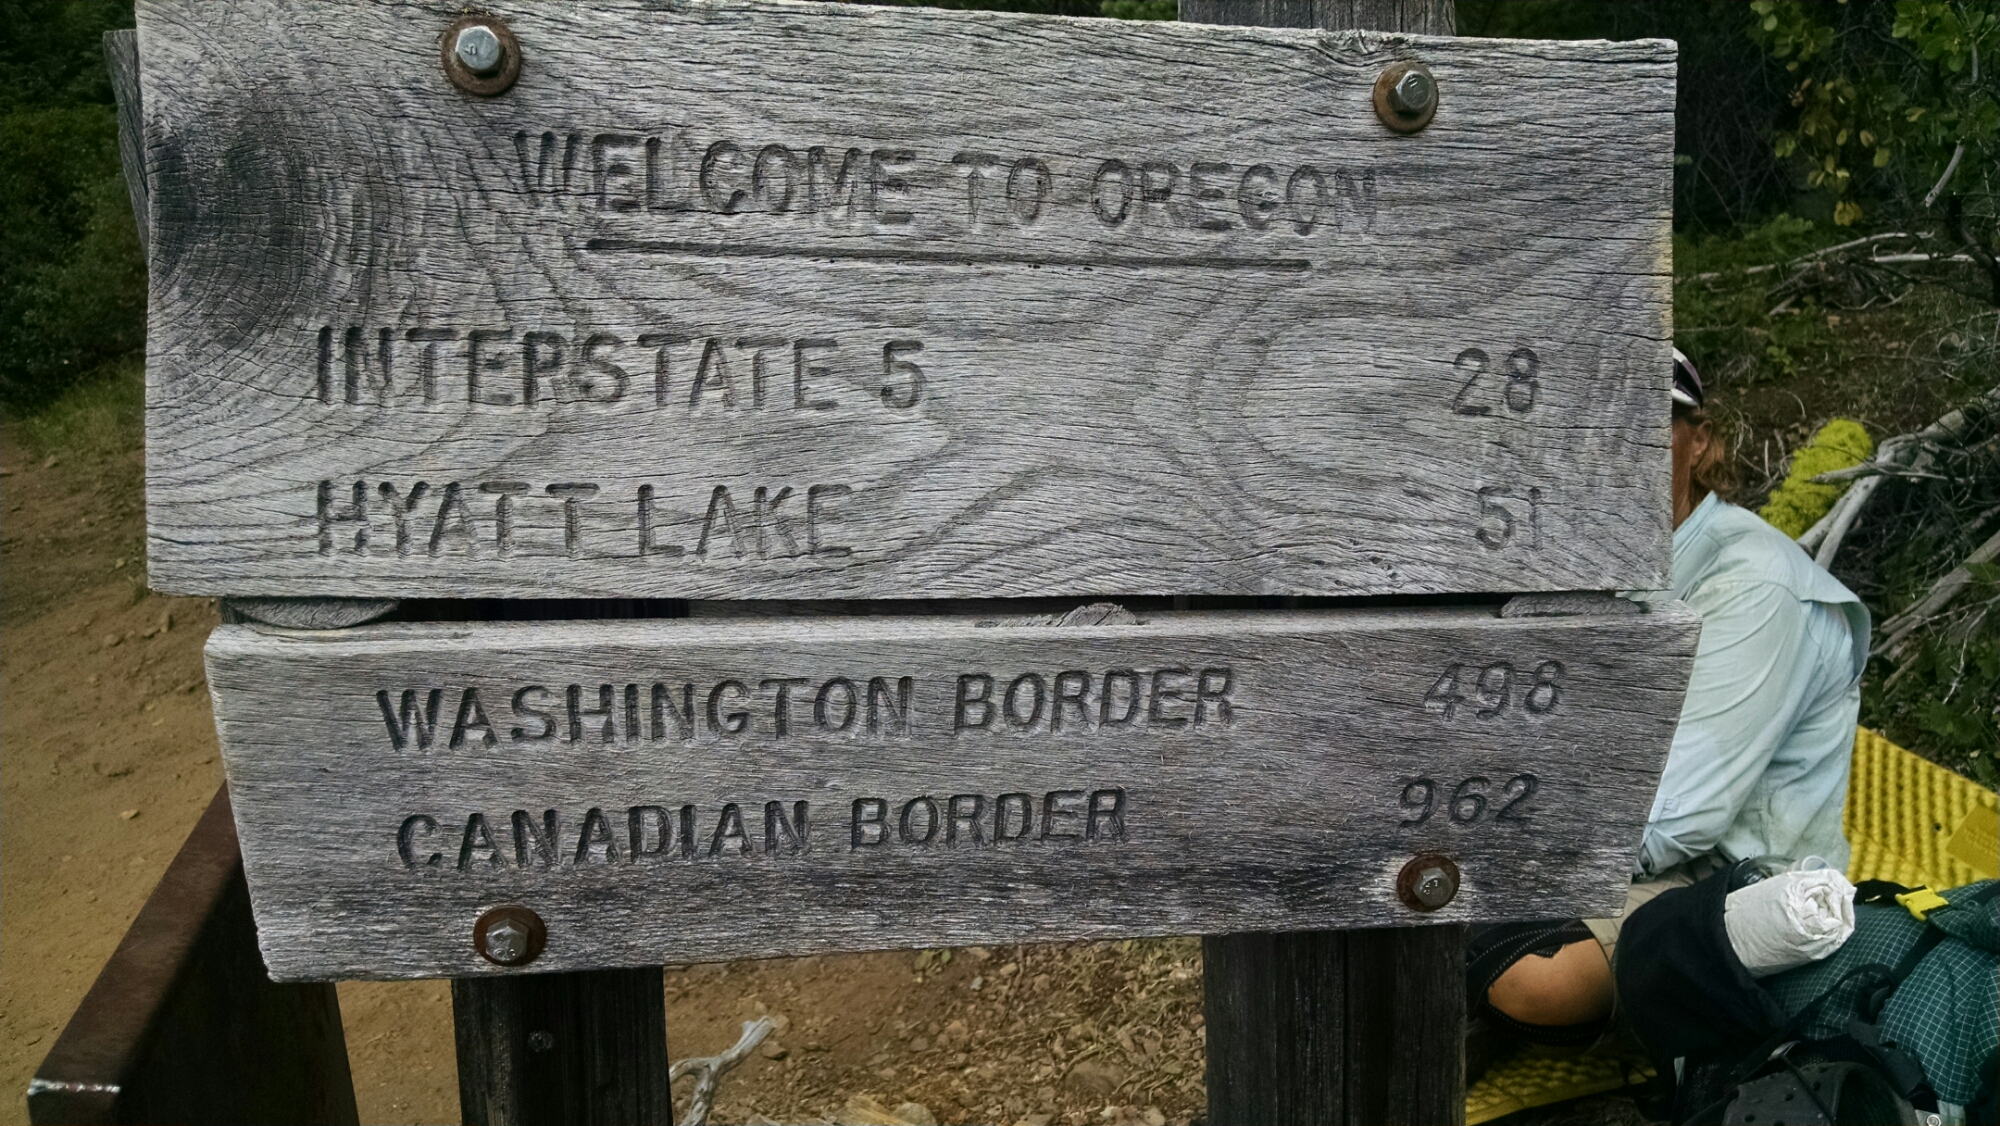 WELCOME TO OREGON
INTERSTATE 5 28
HYATT LAKE 51
WASHINGTON BORDER 498
CANADIAN BORDER 962